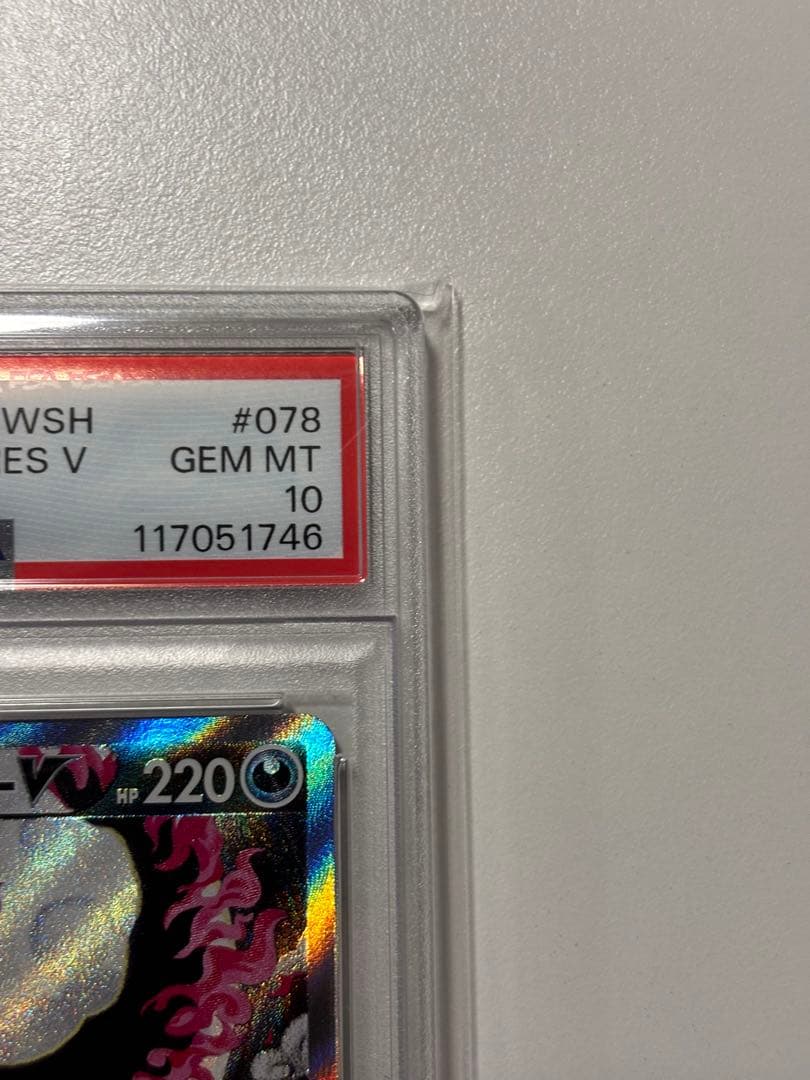 WSH #078
ES V GEM MT
10
117051746
V HP 220